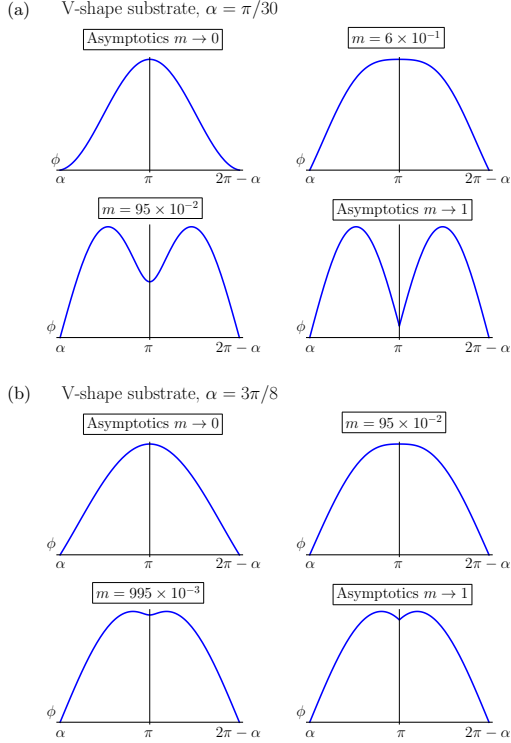 (a) V-shape substrate, α = π/30
Asymptotics m → 0
m = 6 × 10⁻¹
ϕ
α π 2π − α
α π 2π − α
m = 95 × 10⁻²
Asymptotics m → 1
ϕ
ϕ
α π 2π − α
α π 2π − α
(b) V-shape substrate, α = 3π/8
Asymptotics m → 0
m = 95 × 10⁻²
ϕ
ϕ
α π 2π − α
α π 2π − α
m = 995 × 10⁻³
Asymptotics m → 1
ϕ
ϕ
α π 2π − α
α π 2π − α